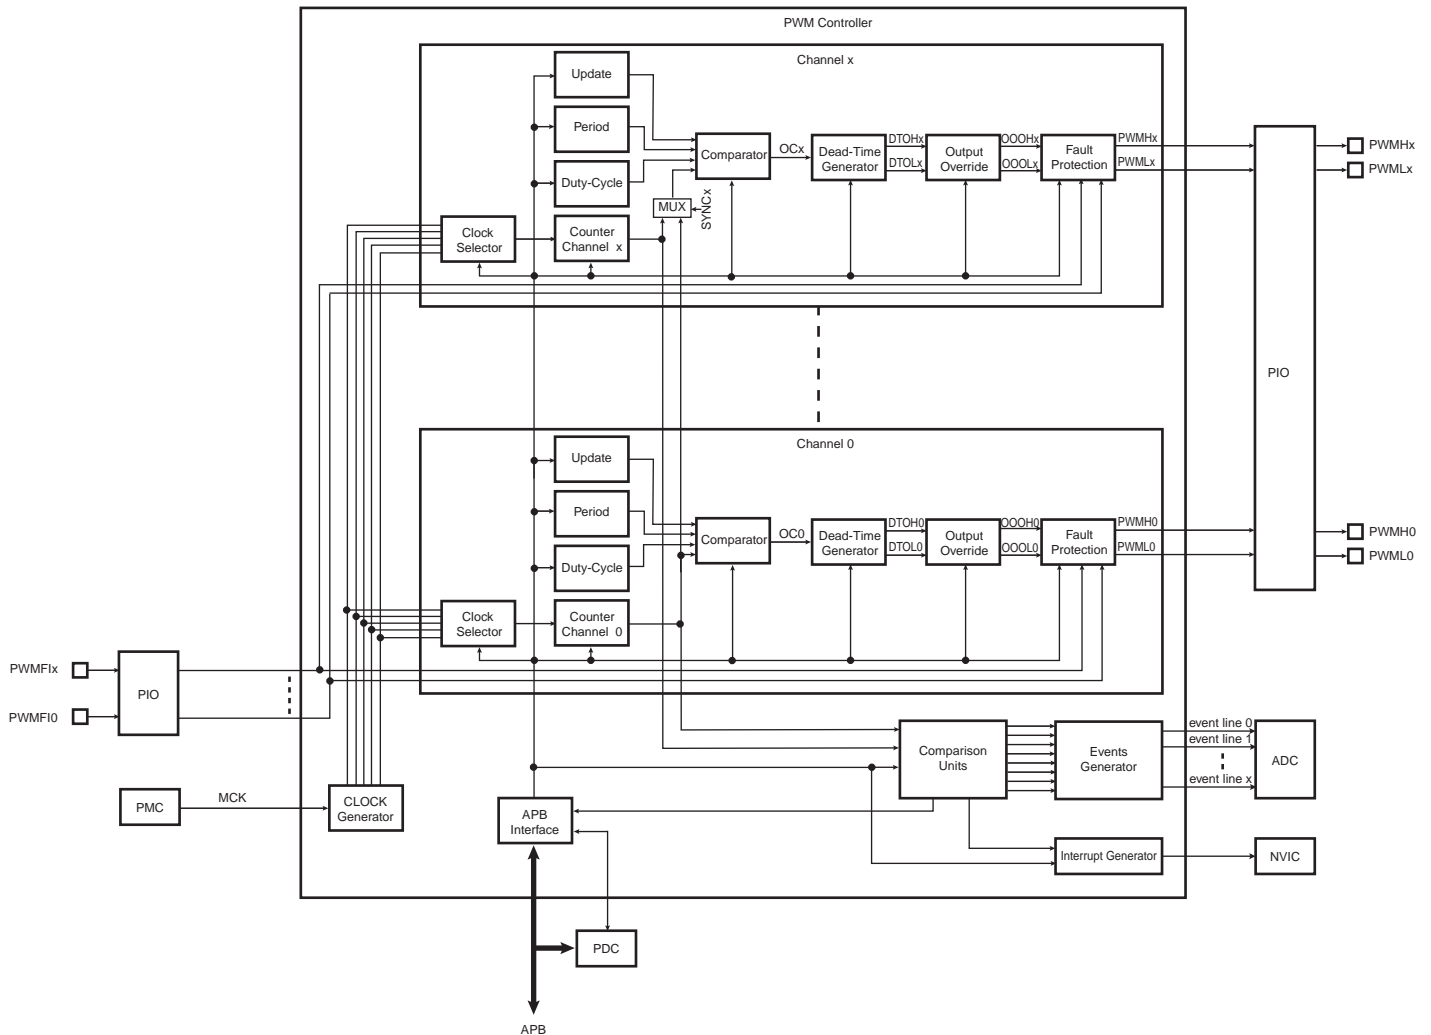 PWM Controller
Channel x
Update
Period
Comparator
OCx
Dead-Time
Generator
DTOHx
DTOLx
Output
Override
OOOHx
OOOLx
Fault
Protection
PWMHx
PWMLx
PIO
PWMHx
PWMLx
Duty-Cycle
MUX
SYNCx
Clock
Selector
Counter
Channel x
Channel 0
Update
Period
Comparator
OC0
Dead-Time
Generator
DTOH0
DTOL0
Output
Override
OOOH0
OOOL0
Fault
Protection
PWMH0
PWML0
PWMH0
PWML0
Duty-Cycle
Clock
Selector
Counter
Channel 0
PWMFIx
PIO
PWMFI0
Comparison
Units
Events
Generator
event line 0
event line 1
event line x
ADC
PMC
MCK
CLOCK
Generator
APB
Interface
Interrupt Generator
NVIC
PDC
APB